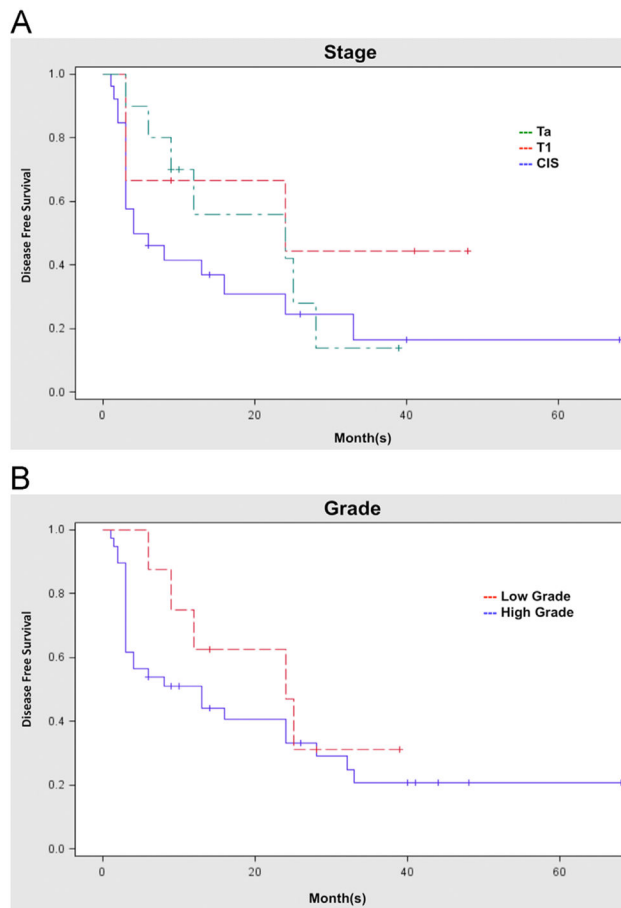 A
Stage
1.0
0.8
0.6
0.4
0.2
0.0
Disease Free Survival
Ta
T1
CIS
0 20 40 60
Month(s)
B
Grade
1.0
0.8
0.6
0.4
0.2
0.0
Disease Free Survival
Low Grade
High Grade
0 20 40 60
Month(s)